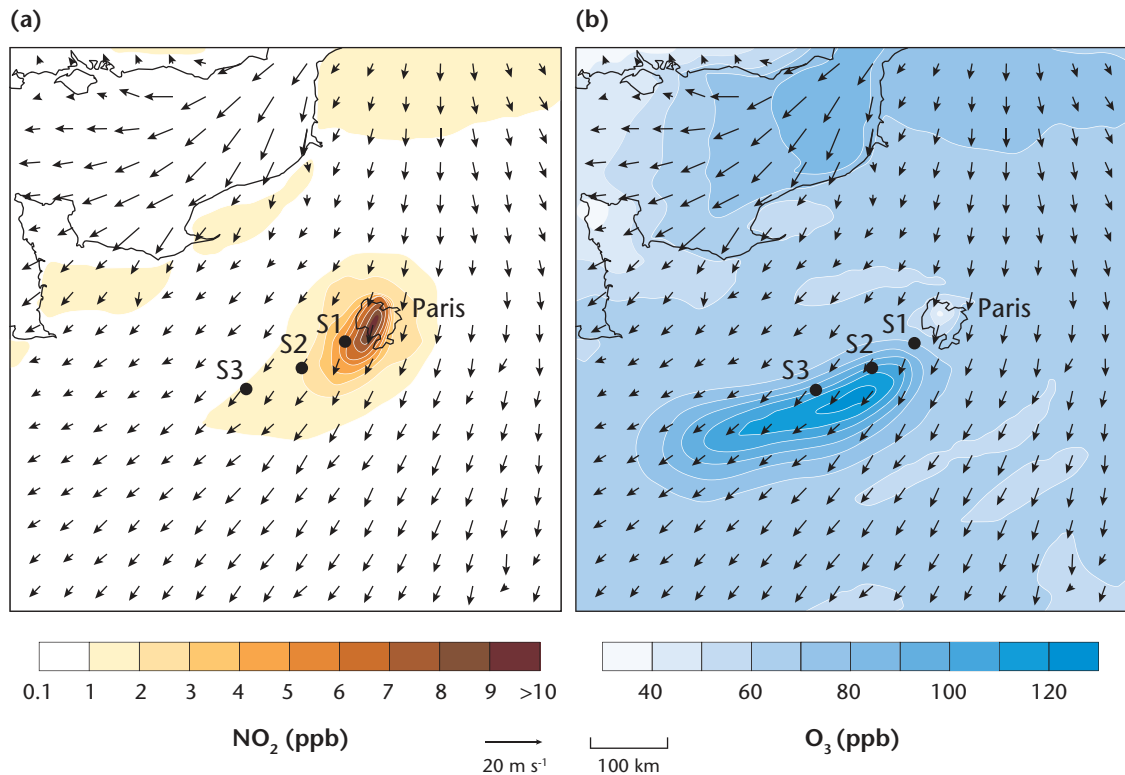 (a)
Paris
S1
S2
S3
0.1 1 2 3 4 5 6 7 8 9 >10
NO₂ (ppb)
(b)
Paris
S1
S2
S3
40 60 80 100 120
O₃ (ppb)
20 m s⁻¹
100 km